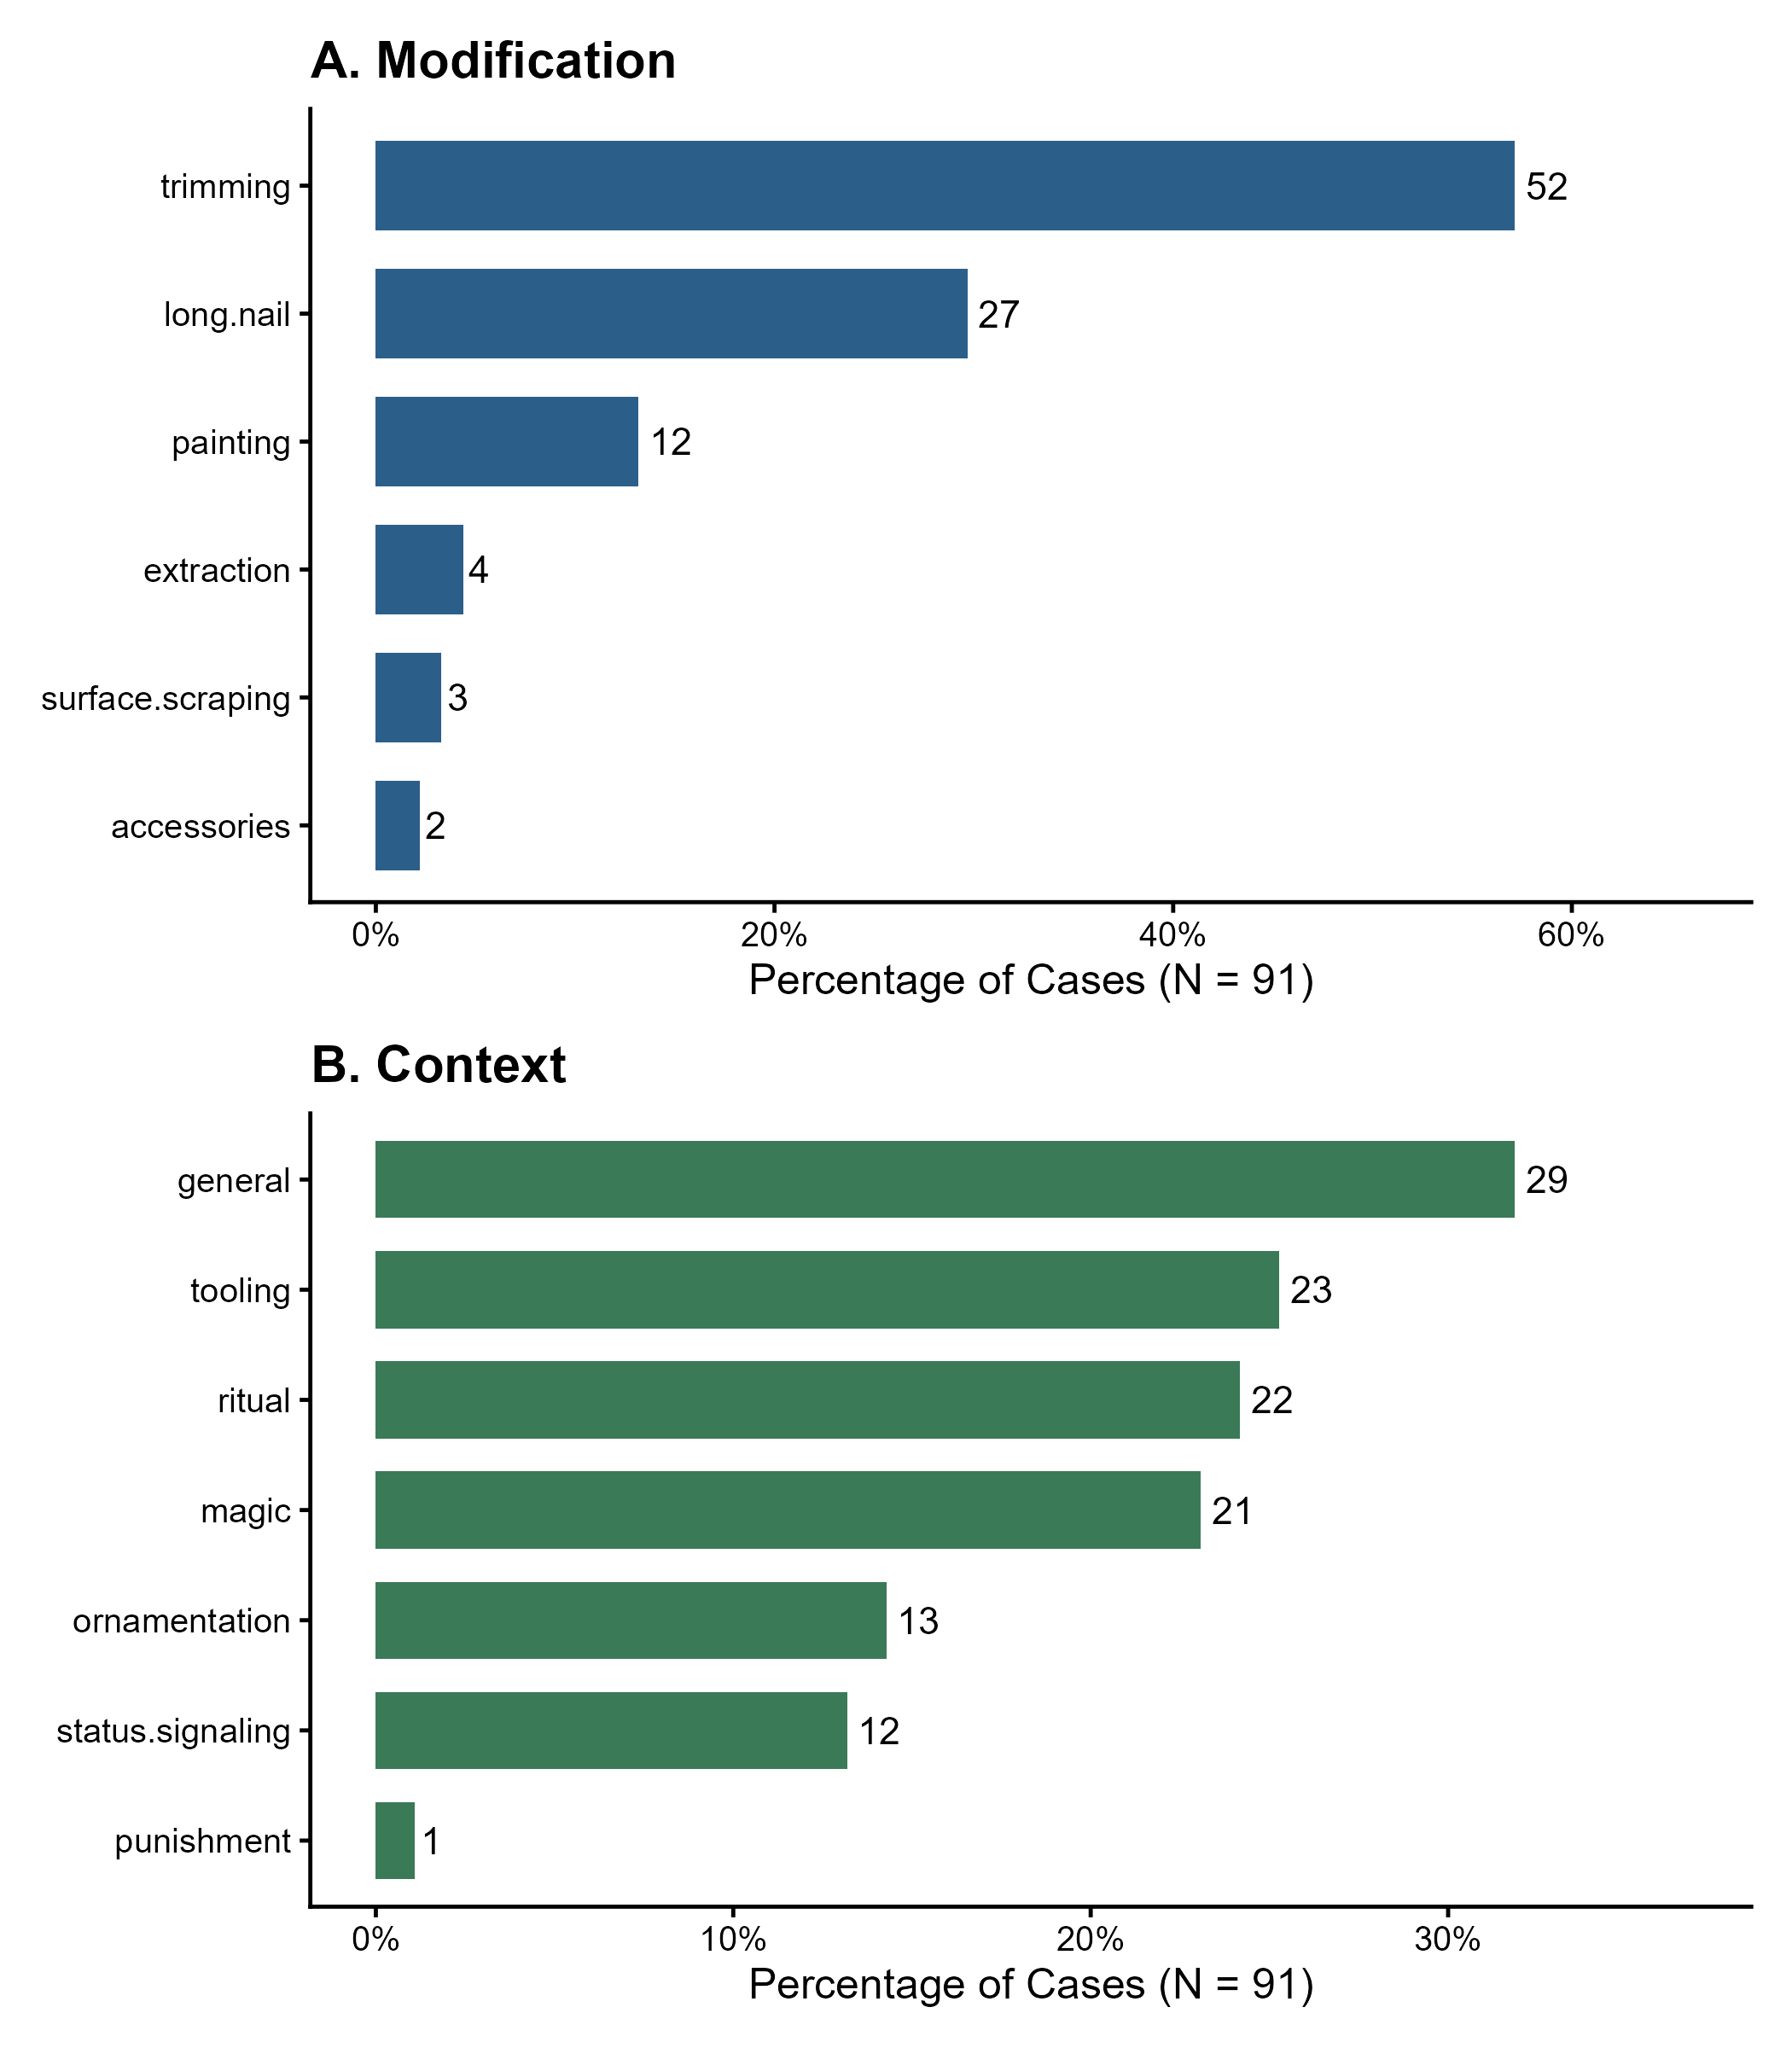 A. Modification
trimming
52
long.nail
27
painting
12
extraction
4
surface.scraping
3
accessories
2
0% 20% 40% 60%
Percentage of Cases (N = 91)
B. Context
general
29
tooling
23
ritual
22
magic
21
ornamentation
13
status.signaling
12
punishment
1
0% 10% 20% 30%
Percentage of Cases (N = 91)